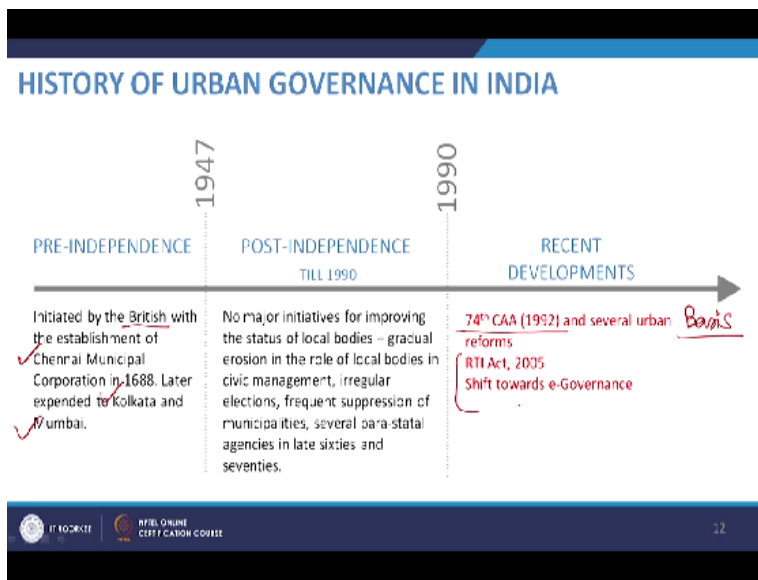 HISTORY OF URBAN GOVERNANCE IN INDIA
1947
1990
PRE-INDEPENDENCE
Initiated by the British with
the establishment of
Chennai Municipal
Corporation in 1688. Later
expended to Kolkata and
Mumbai.
POST-INDEPENDENCE
TILL 1990
No major initiatives for improving
the status of local bodies – gradual
erosion in the role of local bodies in
civic management, irregular
elections, frequent suppression of
municipalities, several para-statal
agencies in late sixties and
seventies.
RECENT
DEVELOPMENTS
74th CAA (1992) and several urban
reforms
RTI Act, 2005
Shift towards e-Governance
Basis
IIT ROORKEE
NPTEL ONLINE
CERTIFICATION COURSE
12